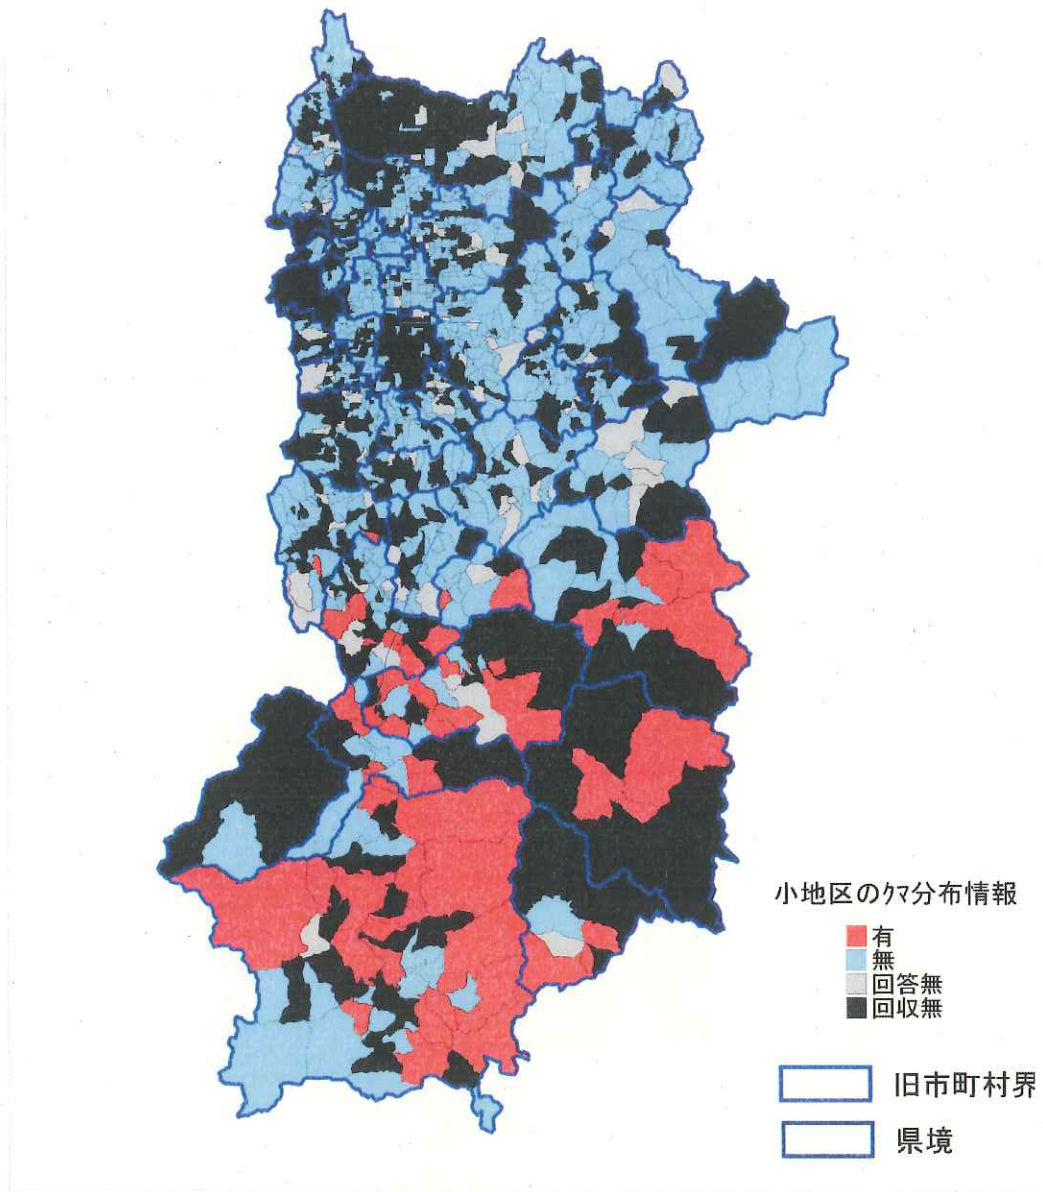 小地区のｸﾏ分布情報
有
無
回答無
回収無
旧市町村界
県境